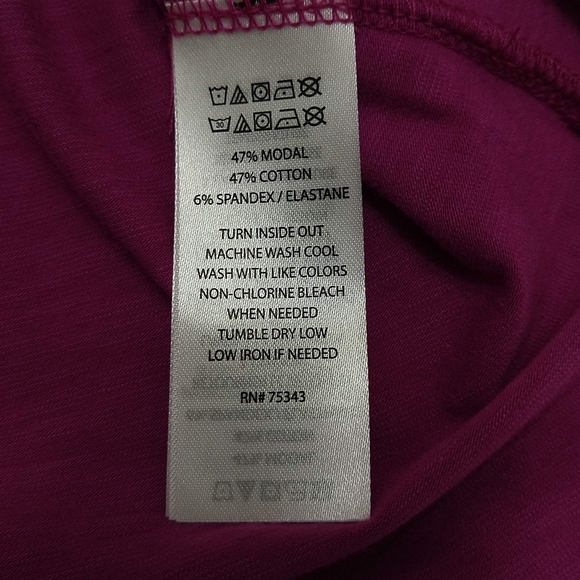 30
47% MODAL
47% COTTON
6% SPANDEX / ELASTANE
TURN INSIDE OUT
MACHINE WASH COOL
WASH WITH LIKE COLORS
NON-CHLORINE BLEACH
WHEN NEEDED
TUMBLE DRY LOW
LOW IRON IF NEEDED
RN# 75343